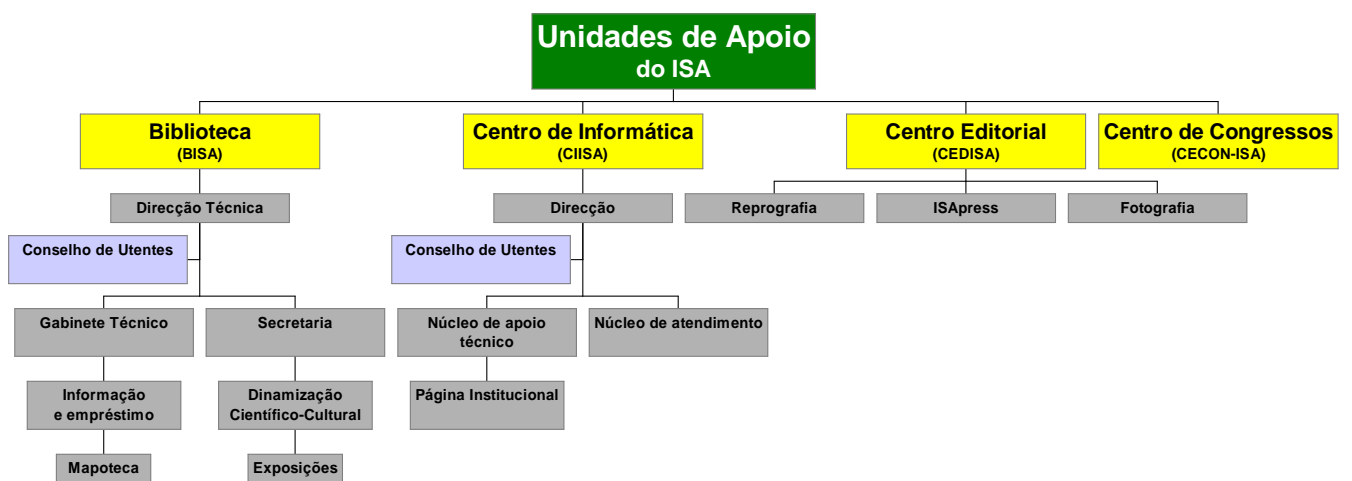 Unidades de Apoio
do ISA
Biblioteca
(BISA)
Centro de Informática
(CIISA)
Centro Editorial
(CEDISA)
Centro de Congressos
(CECON-ISA)
Direcção Técnica
Direcção
Reprografia
ISApress
Fotografia
Conselho de Utentes
Conselho de Utentes
Gabinete Técnico
Secretaria
Núcleo de apoio
técnico
Núcleo de atendimento
Informação
e empréstimo
Dinamização
Científico-Cultural
Página Institucional
Mapoteca
Exposições